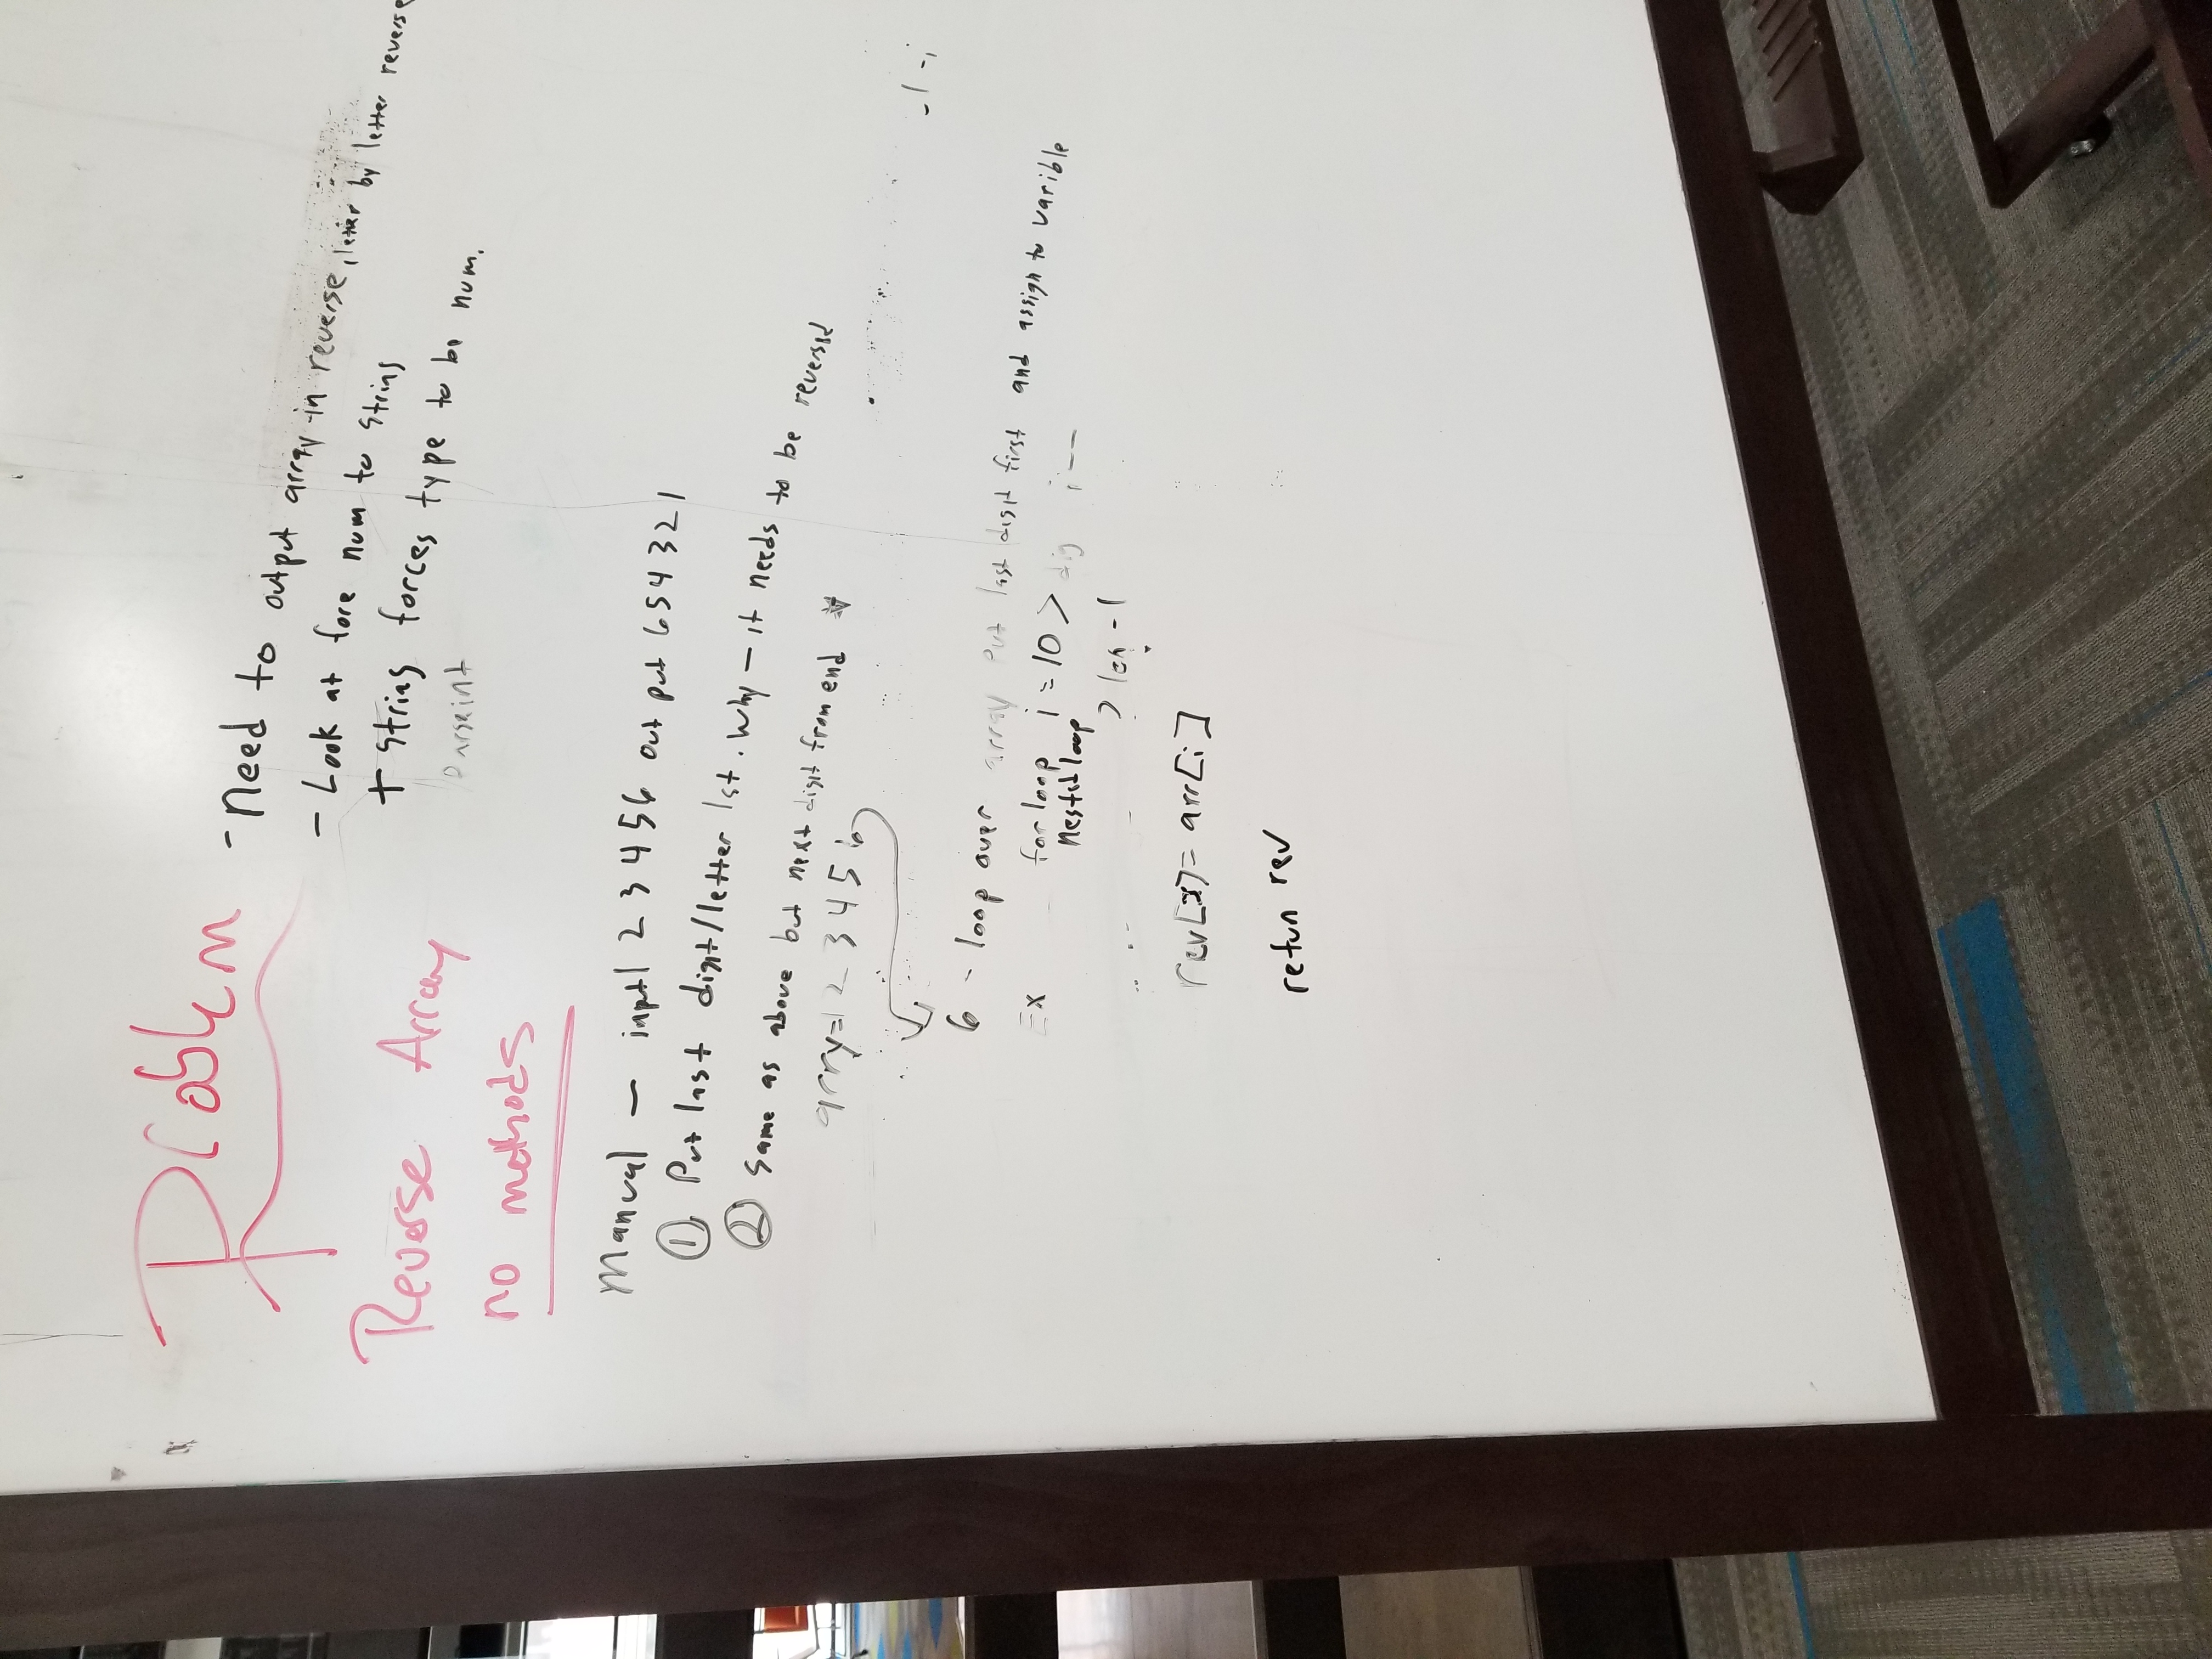 Problem
Reverse Array
no methods
- need to output array in reverse, letter by letter reverse
- Look at fore num to string
+ string forces type to be num.
Parseint
Manual - input 1 2 3 4 5 6 out put 6 5 4 3 2 1
① Put last digit/letter 1st. Why - it needs to be reversed
② Same as above but next digit from end
arry= 1 2 3 4 5 6
-1 -i
6 - loop over array put last digit first and assign to varible
Ex for loop i = 10 > dig i--
Nested loop
> len -1
rev[x]= arr[i]
retun rev